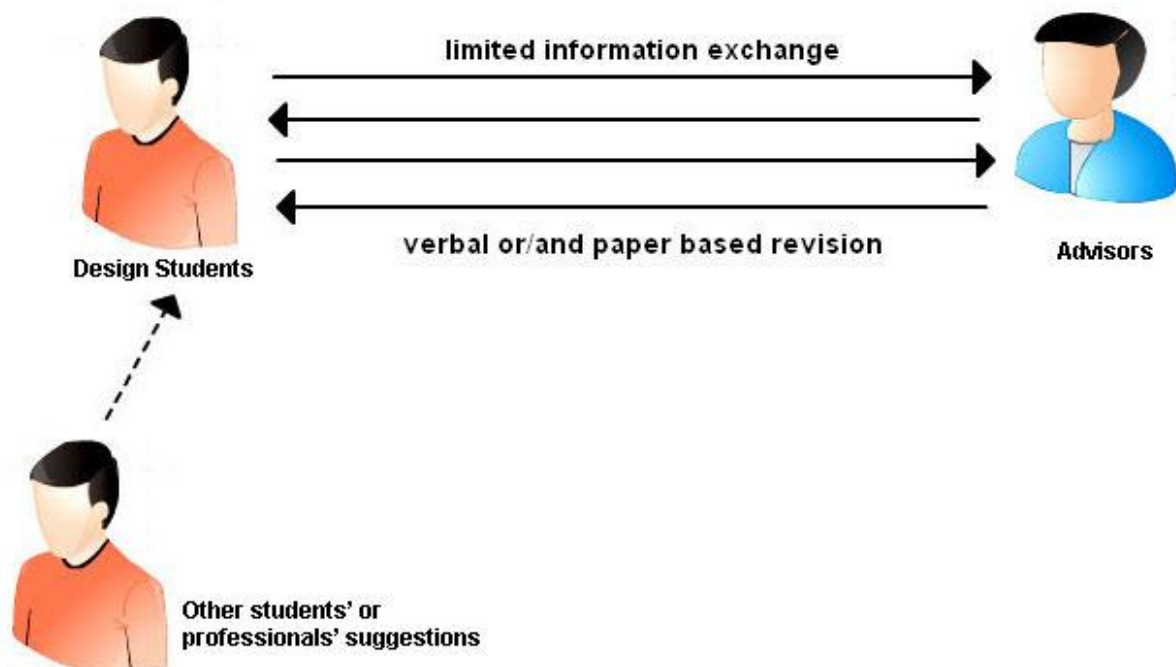 limited information exchange
verbal or/and paper based revision
Design Students
Advisors
Other students’ or
professionals’ suggestions